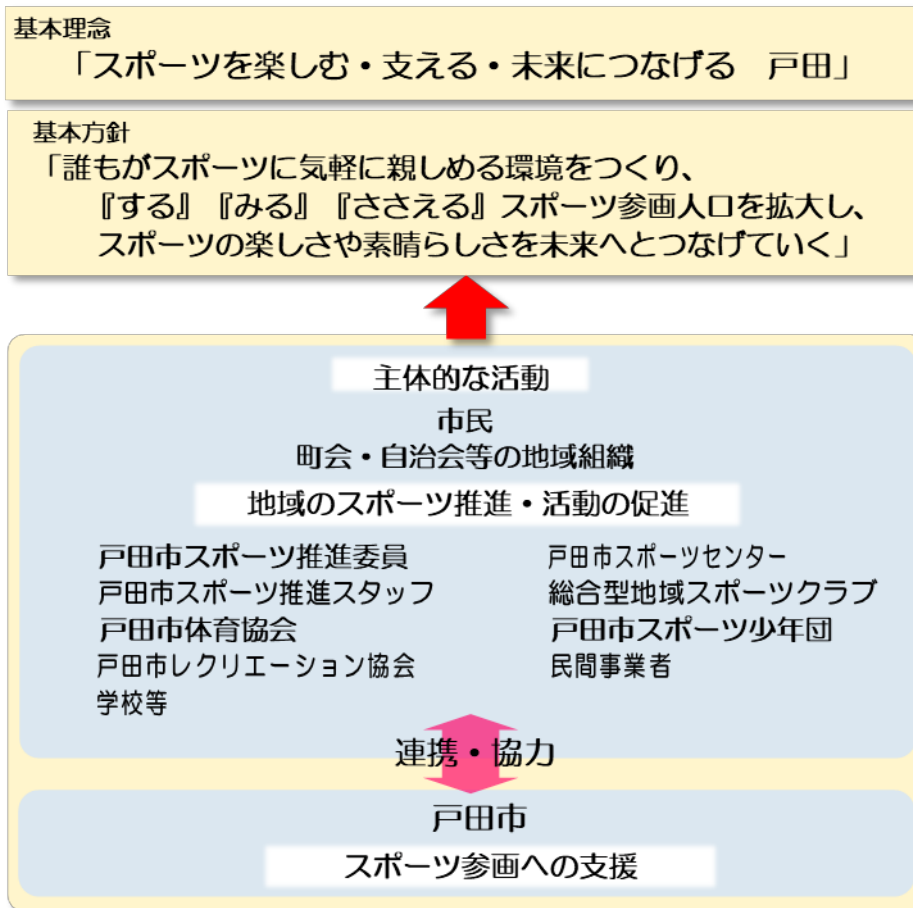 基本理念
「スポーツを楽しむ・支える・未来につなげる　戸田」
基本方針
「誰もがスポーツに気軽に親しめる環境をつくり、
『する』『みる』『ささえる』スポーツ参画人口を拡大し、
スポーツの楽しさや素晴らしさを未来へとつなげていく」
主体的な活動
市民
町会・自治会等の地域組織
地域のスポーツ推進・活動の促進
戸田市スポーツ推進委員
戸田市スポーツ推進スタッフ
戸田市体育協会
戸田市レクリエーション協会
学校等
戸田市スポーツセンター
総合型地域スポーツクラブ
戸田市スポーツ少年団
民間事業者
連携・協力
戸田市
スポーツ参画への支援